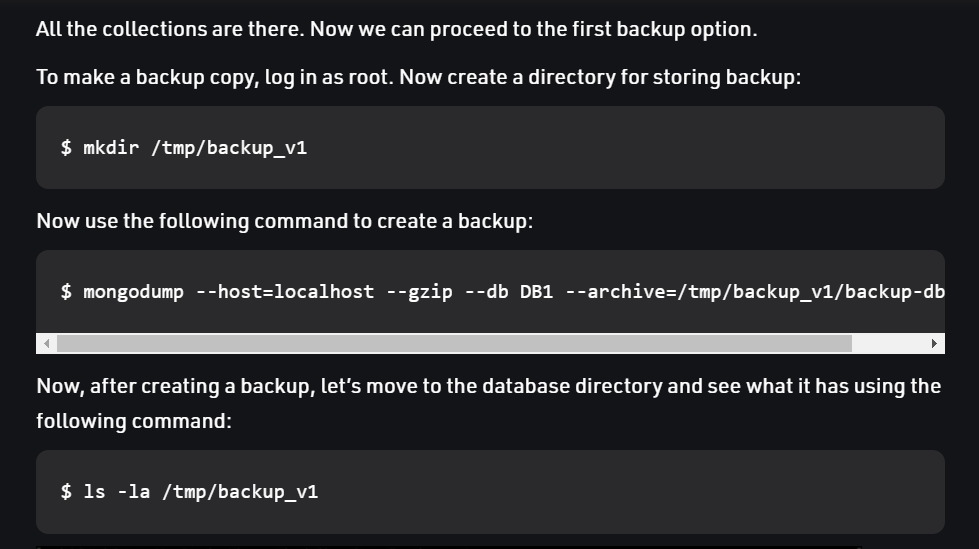 All the collections are there. Now we can proceed to the first backup option.
To make a backup copy, log in as root. Now create a directory for storing backup:
$ mkdir /tmp/backup_v1
Now use the following command to create a backup:
$ mongodump --host=localhost --gzip --db DB1 --archive=/tmp/backup_v1/backup-db
Now, after creating a backup, let’s move to the database directory and see what it has using the
following command:
$ ls -la /tmp/backup_v1